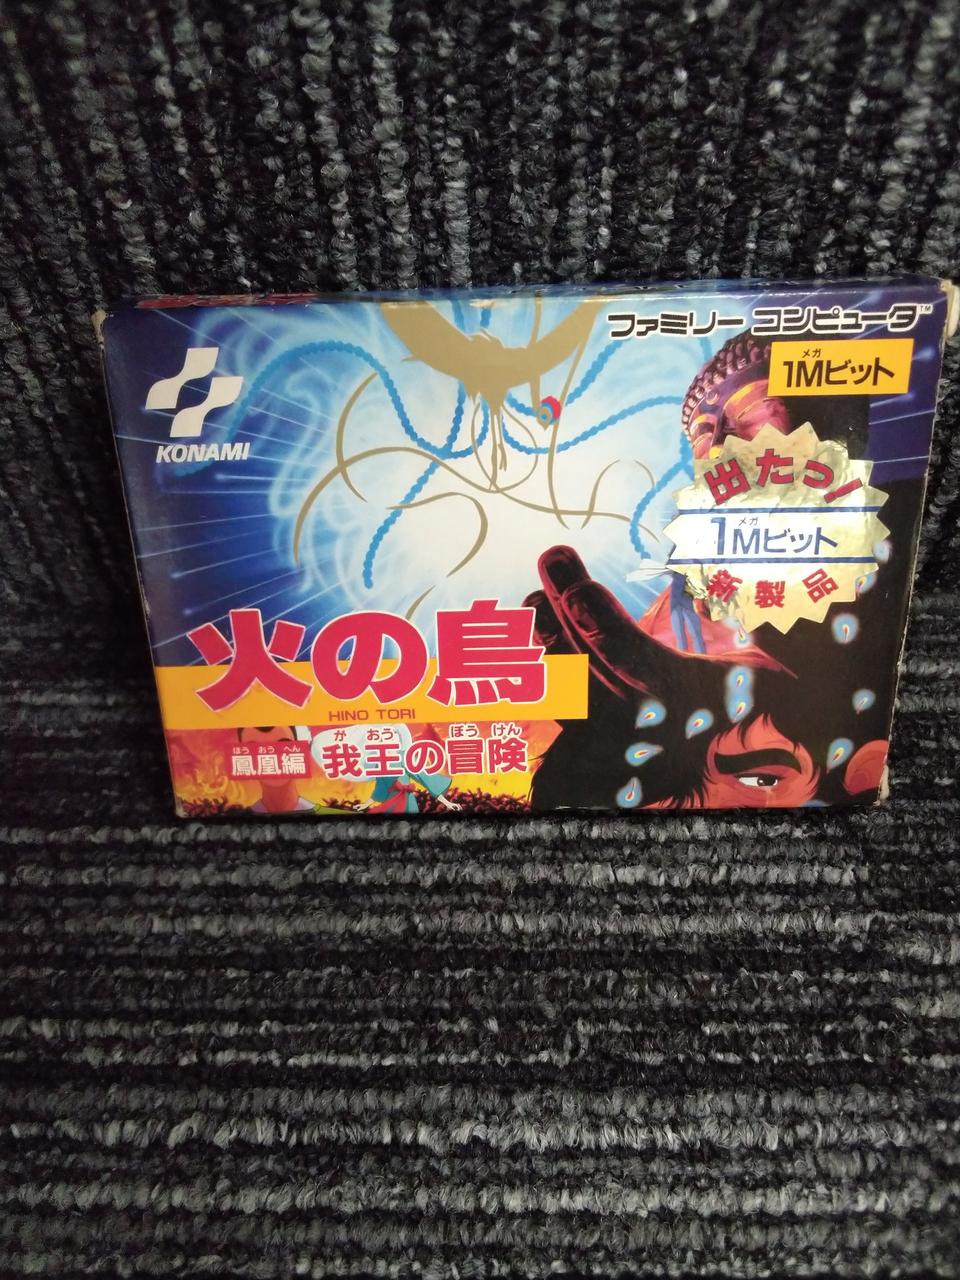 ファミリー コンピュータ™
メガ
1Mビット
KONAMI
出たっ!
メガ
1Mビット
新製品
火の鳥
HINO TORI
ほう おう へん
鳳凰編
が おう ぼう けん
我王の冒険